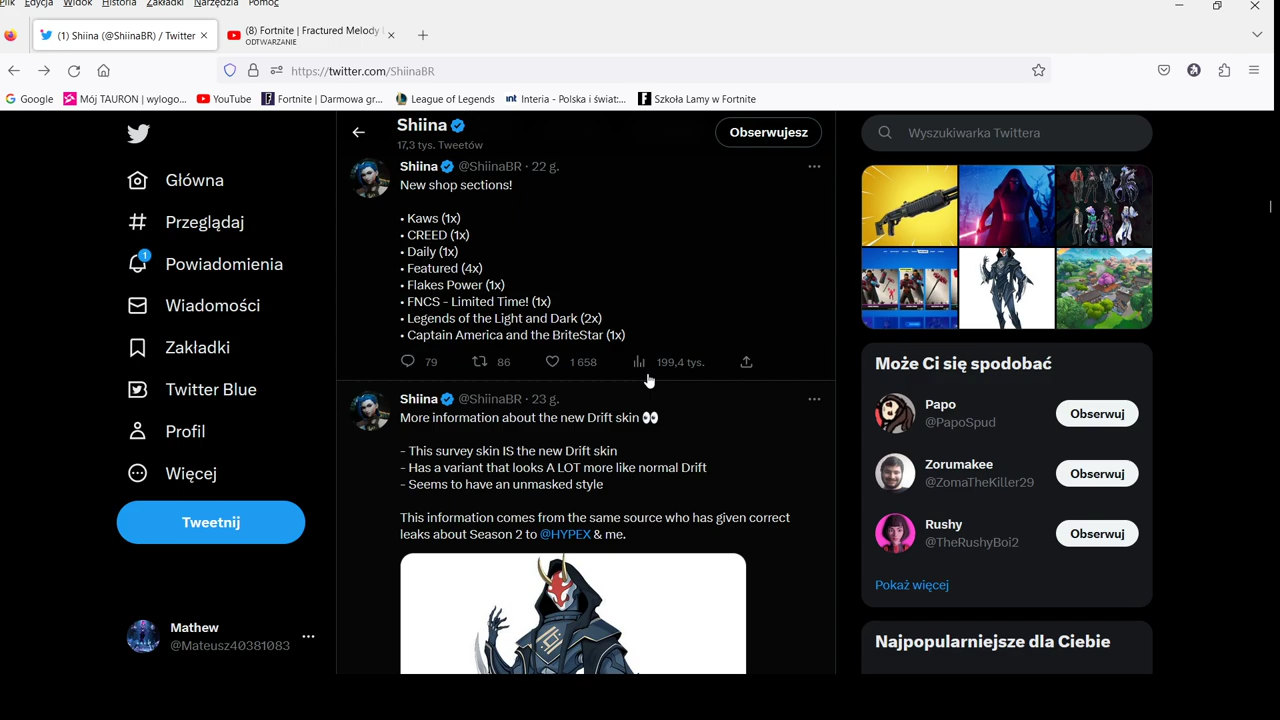 Plik Edycja Widok Historia Zakładki Narzędzia Pomoc
(1) Shiina (@ShiinaBR) / Twitter
(8) Fortnite | Fractured Melody L
ODTWARZANIE
https://twitter.com/ShiinaBR
Google
Mój TAURON | wylogo...
YouTube
Fortnite | Darmowa gr...
League of Legends
int Interia - Polska i świat:...
Szkoła Lamy w Fortnite
Shiina
17,3 tys. Tweetów
Obserwujesz
Wyszukiwarka Twittera
Główna
Przeglądaj
1
Powiadomienia
Wiadomości
Zakładki
Twitter Blue
Profil
Więcej
Tweetnij
Mathew
@Mateusz40381083
Shiina @ShiinaBR · 22 g.
New shop sections!
• Kaws (1x)
• CREED (1x)
• Daily (1x)
• Featured (4x)
• Flakes Power (1x)
• FNCS - Limited Time! (1x)
• Legends of the Light and Dark (2x)
• Captain America and the BriteStar (1x)
79 86 1 658 199,4 tys.
Shiina @ShiinaBR · 23 g.
More information about the new Drift skin 👀
- This survey skin IS the new Drift skin
- Has a variant that looks A LOT more like normal Drift
- Seems to have an unmasked style
This information comes from the same source who has given correct
leaks about Season 2 to @HYPEX & me.
Może Ci się spodobać
Papo
@PapoSpud
Obserwuj
Zorumakee
@ZomaTheKiller29
Obserwuj
Rushy
@TheRushyBoi2
Obserwuj
Pokaż więcej
Najpopularniejsze dla Ciebie